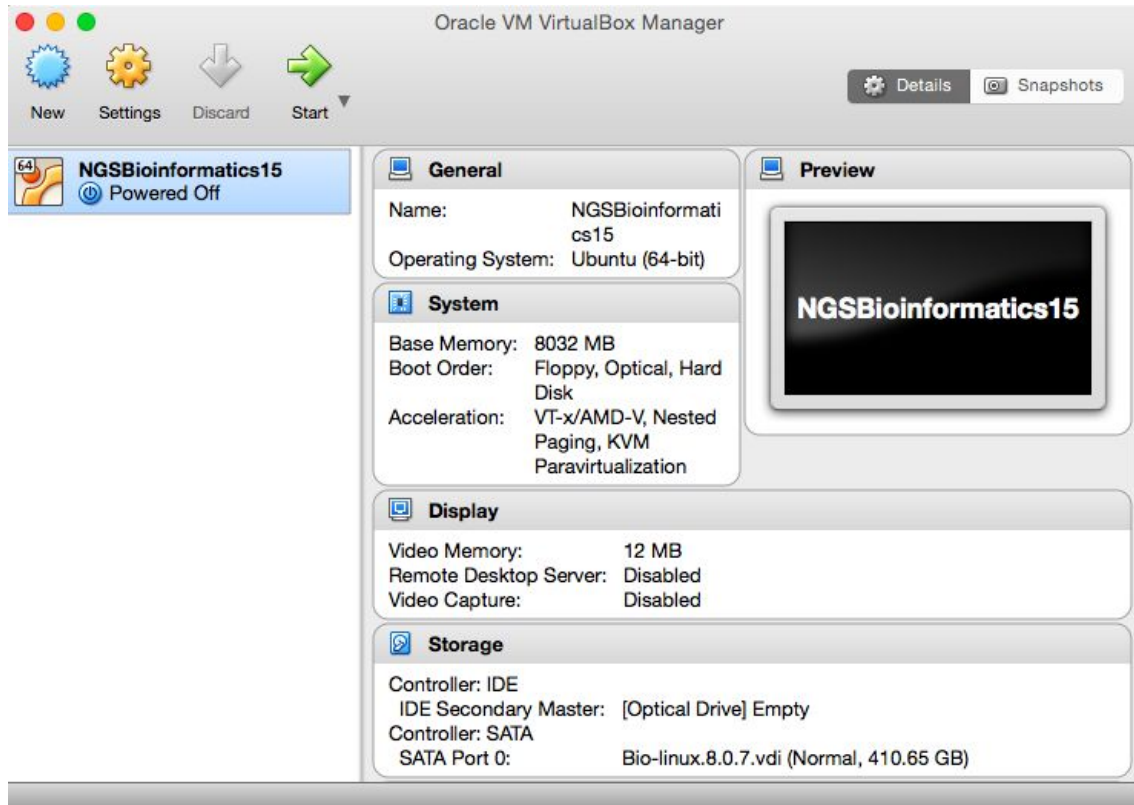 Oracle VM VirtualBox Manager
New Settings Discard Start
Details Snapshots
64
NGSBioinformatics15
Powered Off
General
Name: NGSBioinformati
cs15
Operating System: Ubuntu (64-bit)
Preview
NGSBioinformatics15
System
Base Memory: 8032 MB
Boot Order: Floppy, Optical, Hard
Disk
Acceleration: VT-x/AMD-V, Nested
Paging, KVM
Paravirtualization
Display
Video Memory: 12 MB
Remote Desktop Server: Disabled
Video Capture: Disabled
Storage
Controller: IDE
IDE Secondary Master: [Optical Drive] Empty
Controller: SATA
SATA Port 0: Bio-linux.8.0.7.vdi (Normal, 410.65 GB)